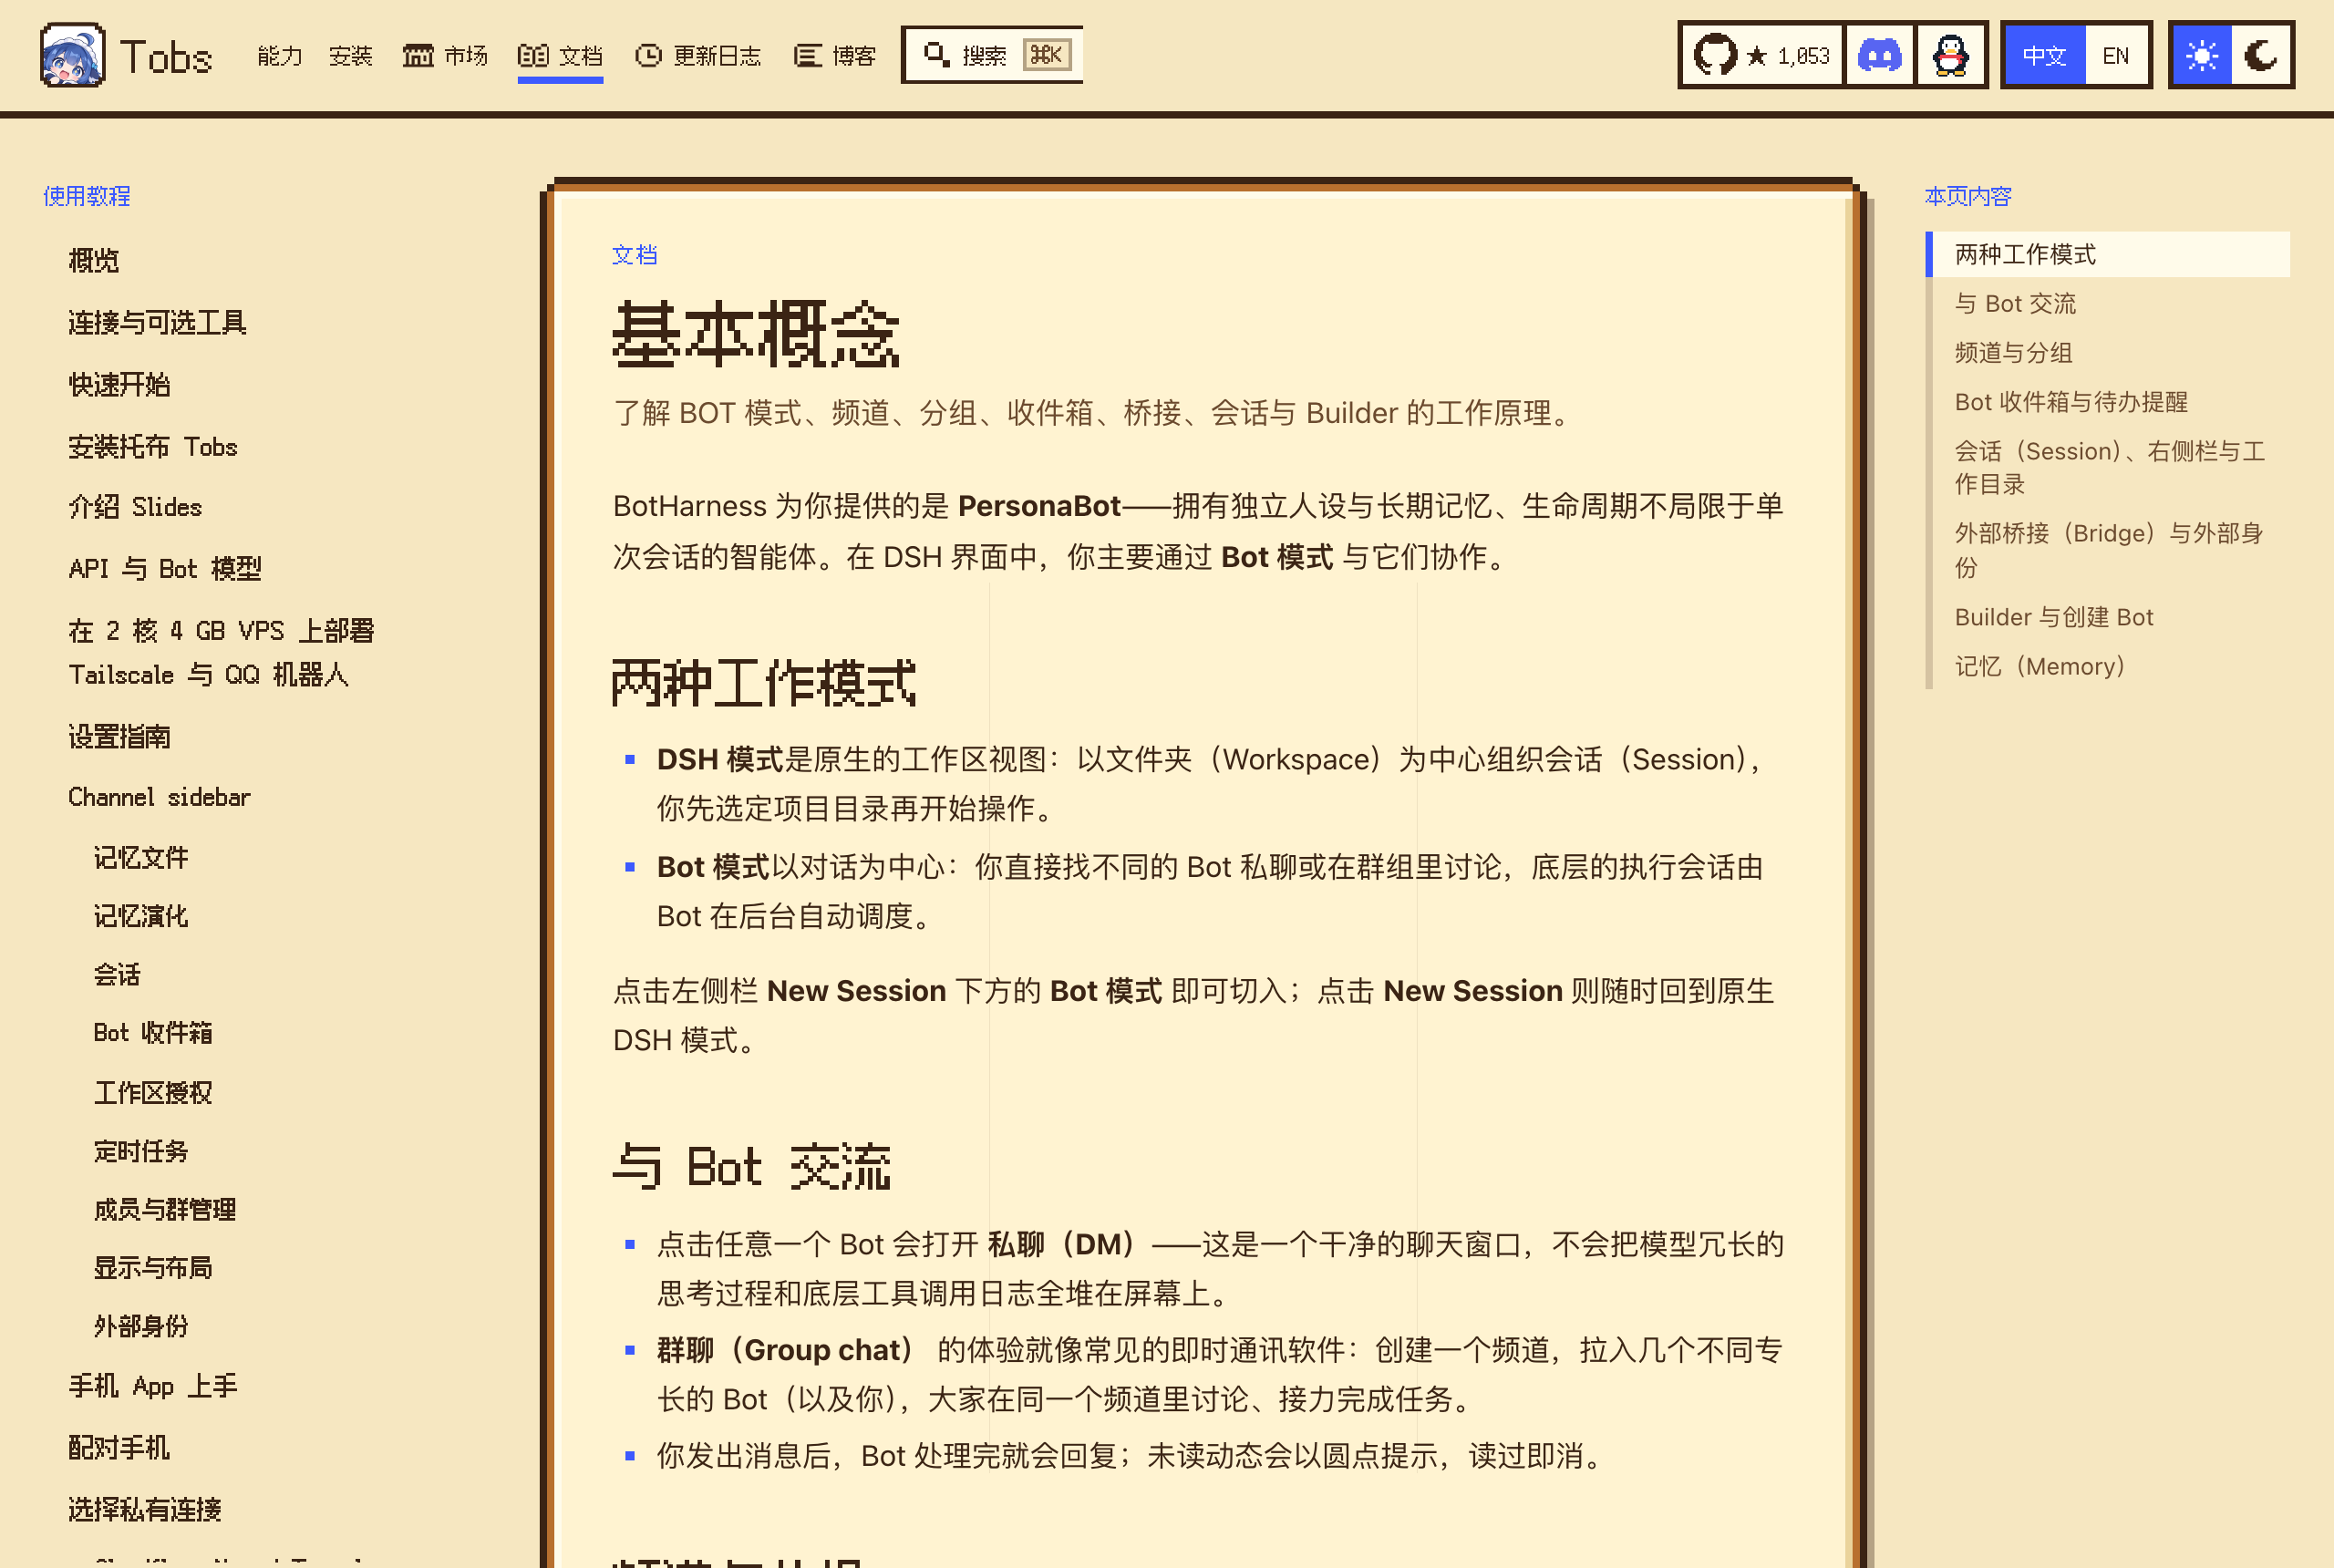 Tobs
能力
安装
市场
文档
更新日志
博客
搜索
⌘K
★ 1,053
中文
EN
使用教程
概览
连接与可选工具
快速开始
安装托布 Tobs
介绍 Slides
API 与 Bot 模型
在 2 核 4 GB VPS 上部署
Tailscale 与 QQ 机器人
设置指南
Channel sidebar
记忆文件
记忆演化
会话
Bot 收件箱
工作区授权
定时任务
成员与群管理
显示与布局
外部身份
手机 App 上手
配对手机
选择私有连接
文档
基本概念
了解 BOT 模式、频道、分组、收件箱、桥接、会话与 Builder 的工作原理。
BotHarness 为你提供的是 PersonaBot——拥有独立人设与长期记忆、生命周期不局限于单
次会话的智能体。在 DSH 界面中，你主要通过 Bot 模式 与它们协作。
两种工作模式
DSH 模式是原生的工作区视图：以文件夹（Workspace）为中心组织会话（Session），
你先选定项目目录再开始操作。
Bot 模式以对话为中心：你直接找不同的 Bot 私聊或在群组里讨论，底层的执行会话由
Bot 在后台自动调度。
点击左侧栏 New Session 下方的 Bot 模式 即可切入；点击 New Session 则随时回到原生
DSH 模式。
与 Bot 交流
点击任意一个 Bot 会打开 私聊（DM）——这是一个干净的聊天窗口，不会把模型冗长的
思考过程和底层工具调用日志全堆在屏幕上。
群聊（Group chat） 的体验就像常见的即时通讯软件：创建一个频道，拉入几个不同专
长的 Bot（以及你），大家在同一个频道里讨论、接力完成任务。
你发出消息后，Bot 处理完就会回复；未读动态会以圆点提示，读过即消。
本页内容
两种工作模式
与 Bot 交流
频道与分组
Bot 收件箱与待办提醒
会话（Session）、右侧栏与工
作目录
外部桥接（Bridge）与外部身
份
Builder 与创建 Bot
记忆（Memory）